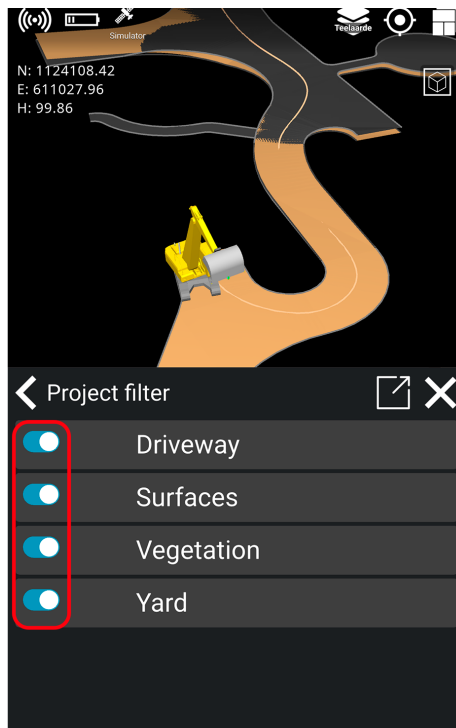 Simulator
Teelaarde
N: 1124108.42
E: 611027.96
H: 99.86
Project filter
Driveway
Surfaces
Vegetation
Yard